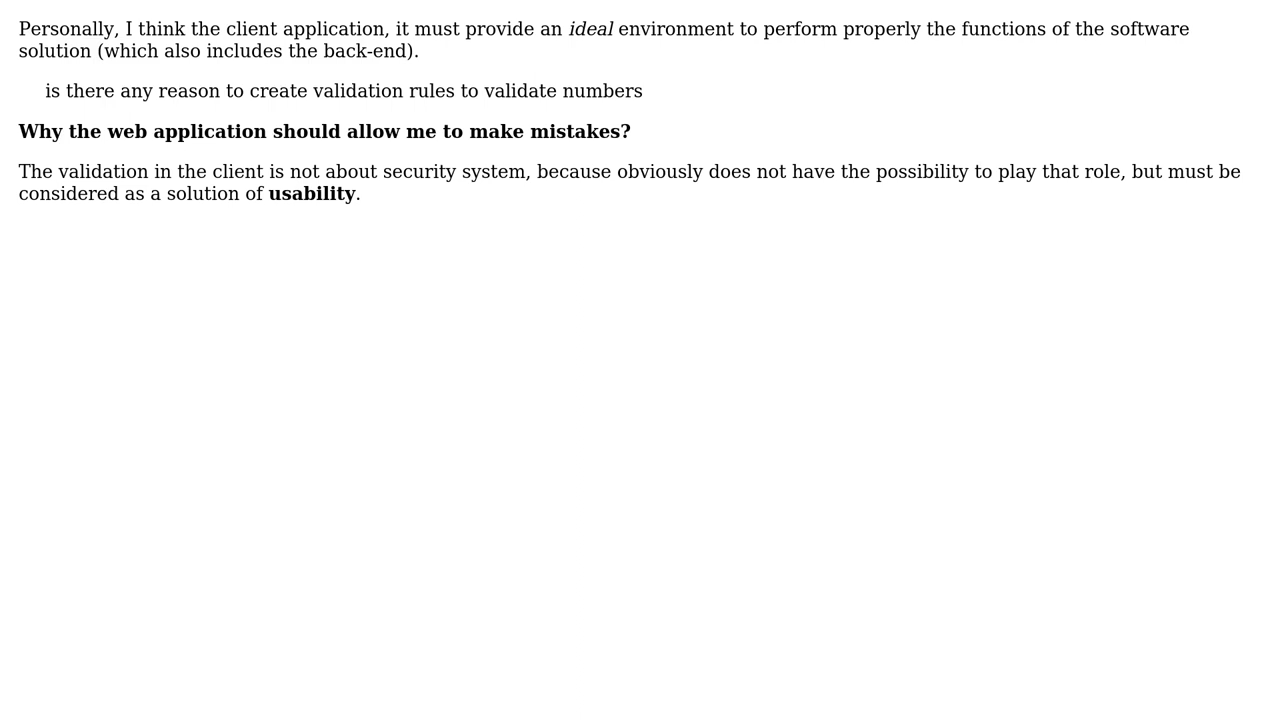 Personally, I think the client application, it must provide an ideal environment to perform properly the functions of the software
solution (which also includes the back-end).
is there any reason to create validation rules to validate numbers
Why the web application should allow me to make mistakes?
The validation in the client is not about security system, because obviously does not have the possibility to play that role, but must be
considered as a solution of usability.